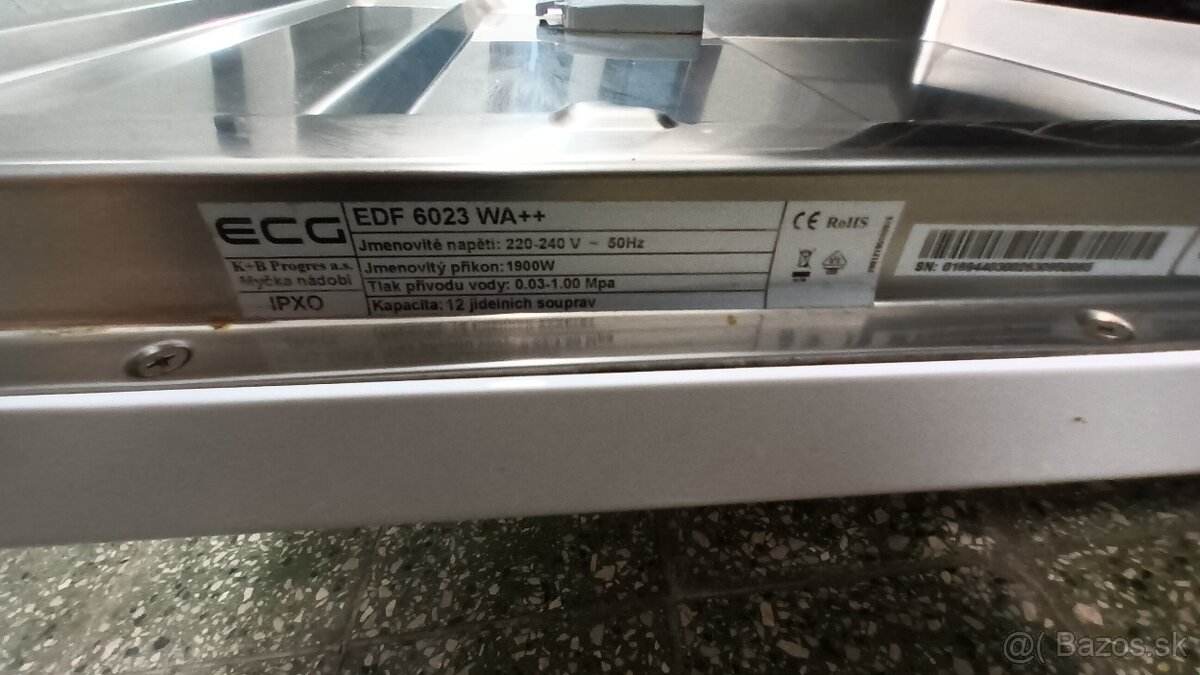 ECG
K+B Progres a.s.
Myčka nádobí
IPXO
EDF 6023 WA++
Jmenovité napětí: 220-240 V ~ 50Hz
Jmenovitý příkon: 1900W
Tlak přívodu vody: 0.03-1.00 Mpa
Kapacita: 12 jídelních souprav
CE RoHS
SN:
@( Bazos.sk